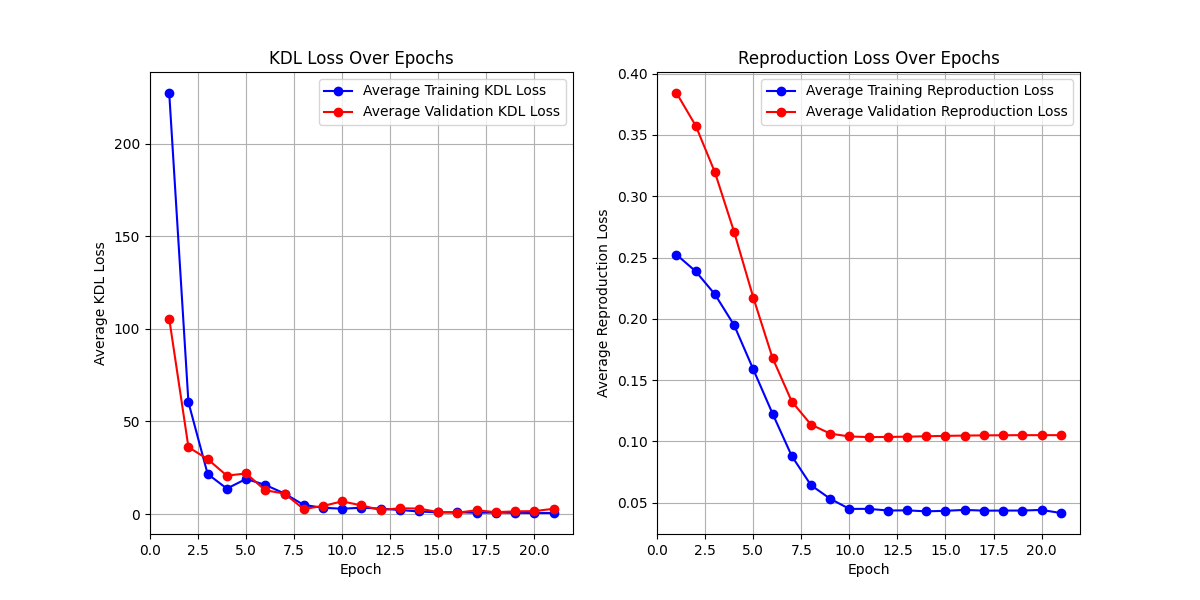 KDL Loss Over Epochs
Average Training KDL Loss
Average Validation KDL Loss
Average KDL Loss
200
150
100
50
0
0.0 2.5 5.0 7.5 10.0 12.5 15.0 17.5 20.0
Epoch
Reproduction Loss Over Epochs
Average Training Reproduction Loss
Average Validation Reproduction Loss
Average Reproduction Loss
0.40
0.35
0.30
0.25
0.20
0.15
0.10
0.05
0.0 2.5 5.0 7.5 10.0 12.5 15.0 17.5 20.0
Epoch